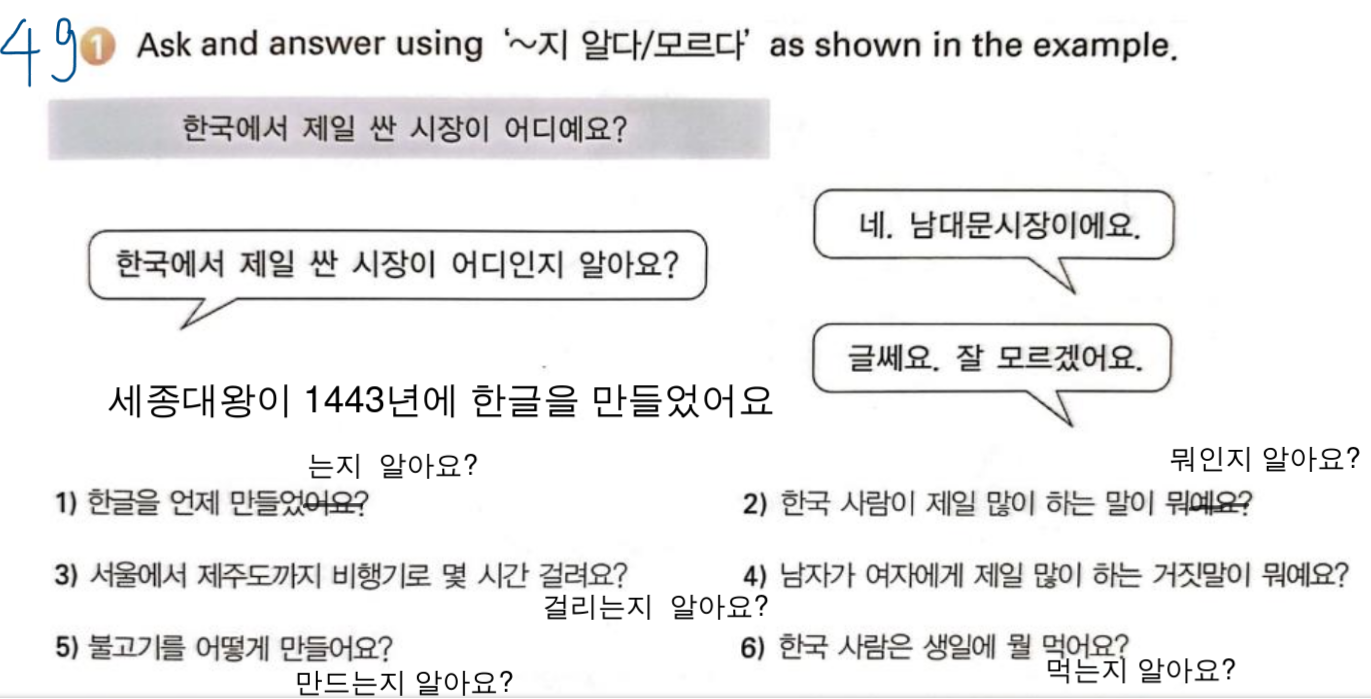 49 1 Ask and answer using '~지 알다/모르다' as shown in the example.
한국에서 제일 싼 시장이 어디예요?
네. 남대문시장이에요.
한국에서 제일 싼 시장이 어디인지 알아요?
글쎄요. 잘 모르겠어요.
세종대왕이 1443년에 한글을 만들었어요
는지 알아요?
뭐인지 알아요?
1) 한글을 언제 만들었어요?
2) 한국 사람이 제일 많이 하는 말이 뭐예요?
3) 서울에서 제주도까지 비행기로 몇 시간 걸려요?
4) 남자가 여자에게 제일 많이 하는 거짓말이 뭐예요?
걸리는지 알아요?
5) 불고기를 어떻게 만들어요?
6) 한국 사람은 생일에 뭘 먹어요?
만드는지 알아요?
먹는지 알아요?